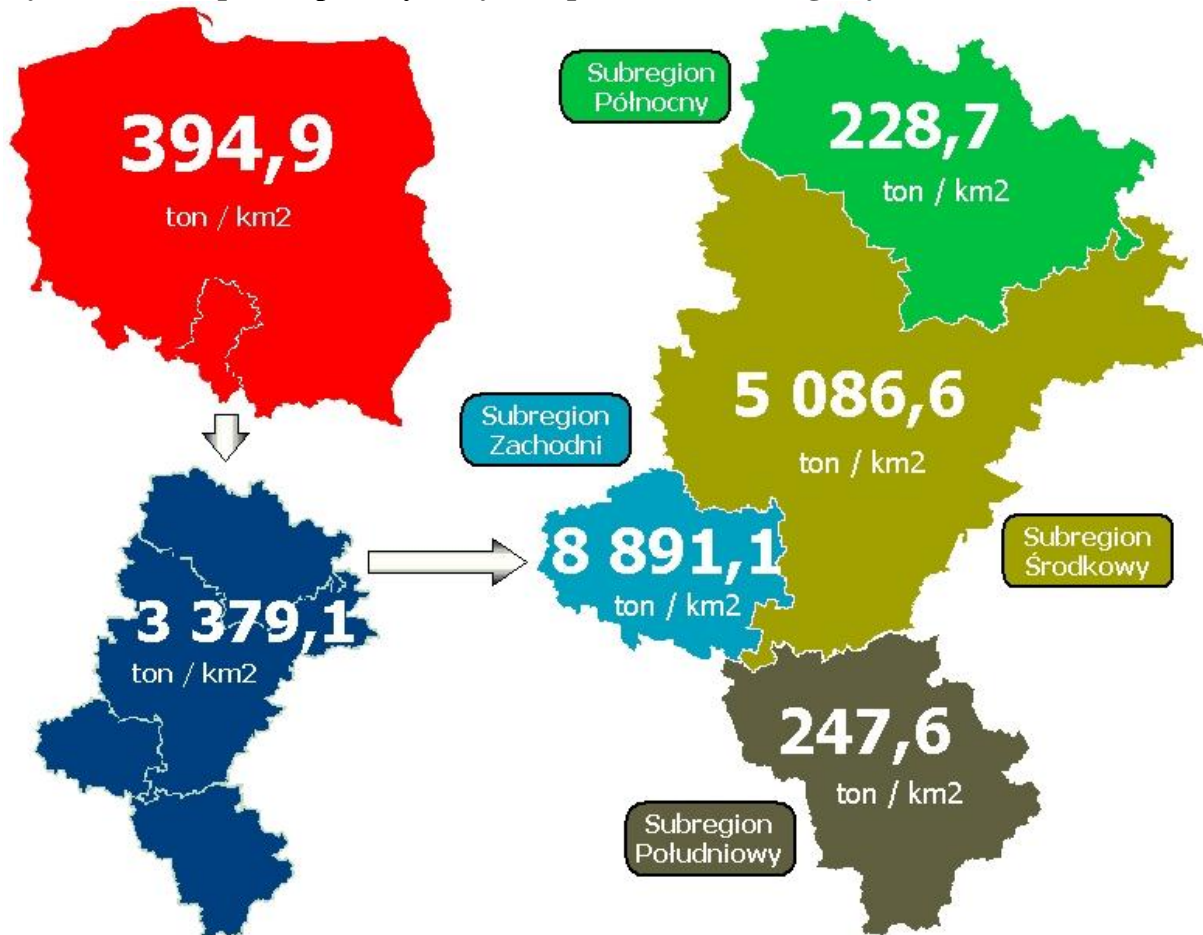 394,9
ton / km2
3 379,1
ton / km2
Subregion
Północny
228,7
ton / km2
5 086,6
ton / km2
Subregion
Zachodni
8 891,1
ton / km2
Subregion
Środkowy
247,6
ton / km2
Subregion
Południowy